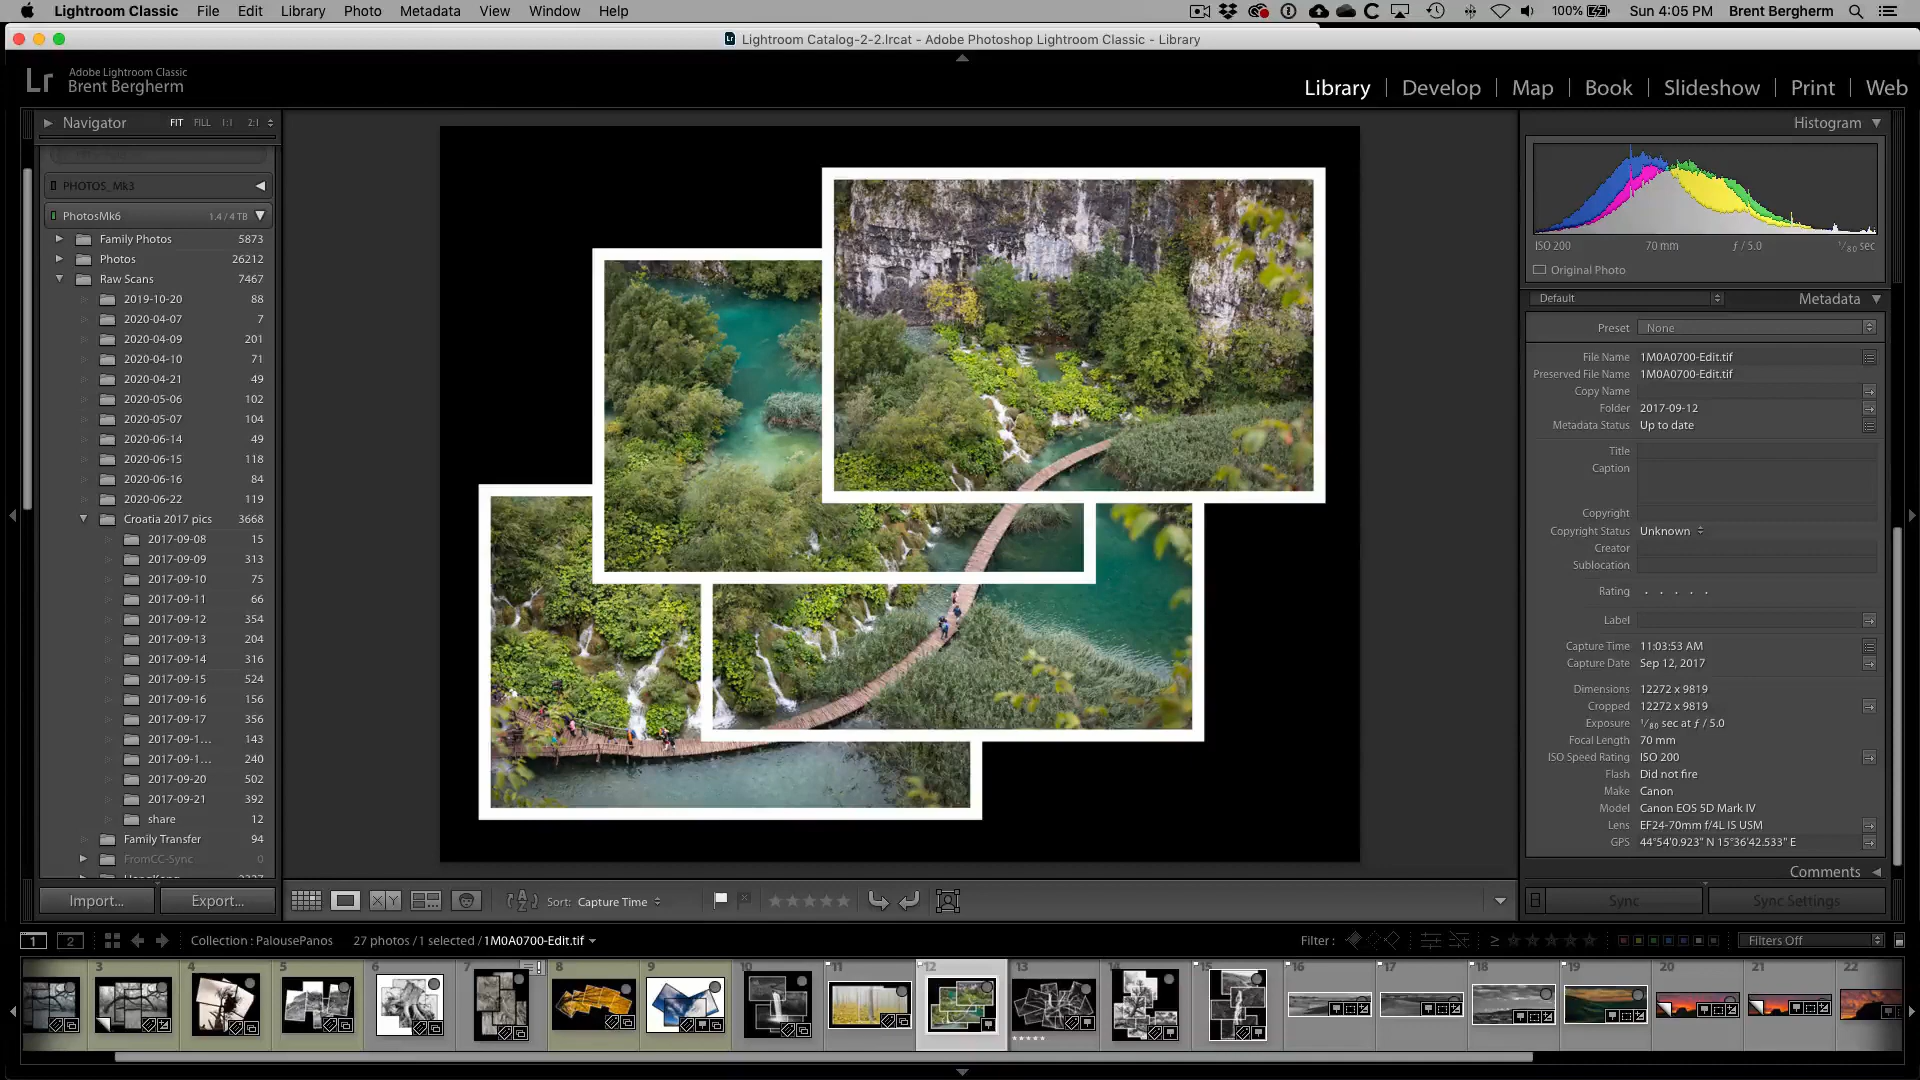 Lightroom Classic File Edit Library Photo Metadata View Window Help 100% Sun 4:05 PM Brent Bergherm
Lightroom Catalog-2-2.lrcat - Adobe Photoshop Lightroom Classic - Library
Lr Adobe Lightroom Classic
Brent Bergherm
Library | Develop | Map | Book | Slideshow | Print | Web
Navigator FIT FILL 1:1 2:1
PHOTOS_Mk3
PhotosMk6 1.4 / 4 TB
Family Photos 5873
Photos 26212
Raw Scans 7467
2019-10-20 88
2020-04-07 7
2020-04-09 201
2020-04-10 71
2020-04-21 49
2020-05-06 102
2020-05-07 104
2020-06-14 49
2020-06-15 118
2020-06-16 84
2020-06-22 119
Croatia 2017 pics 3668
2017-09-08 15
2017-09-09 313
2017-09-10 75
2017-09-11 66
2017-09-12 354
2017-09-13 204
2017-09-14 316
2017-09-15 524
2017-09-16 156
2017-09-17 356
2017-09-1... 143
2017-09-1... 240
2017-09-20 502
2017-09-21 392
share 12
Family Transfer 94
FromCC-Sync 0
Import... Export...
Histogram
ISO 200 70 mm ƒ / 5.0 1/80 sec
Original Photo
Default Metadata
Preset None
File Name 1M0A0700-Edit.tif
Preserved File Name 1M0A0700-Edit.tif
Copy Name
Folder 2017-09-12
Metadata Status Up to date
Title
Caption
Copyright
Copyright Status Unknown
Creator
Sublocation
Rating . . . . .
Label
Capture Time 11:03:53 AM
Capture Date Sep 12, 2017
Dimensions 12272 x 9819
Cropped 12272 x 9819
Exposure 1/80 sec at ƒ / 5.0
Focal Length 70 mm
ISO Speed Rating ISO 200
Flash Did not fire
Make Canon
Model Canon EOS 5D Mark IV
Lens EF24-70mm f/4L IS USM
GPS 44°54'0.923" N 15°36'42.533" E
Comments
Sync Sync Settings
X Y Sort: Capture Time
1 2 Collection : PalousePanos 27 photos / 1 selected / 1M0A0700-Edit.tif Filter : ≥ Filters Off
3 4 5 6 7 8 9 10 11 12 13 14 15 16 17 18 19 20 21 22